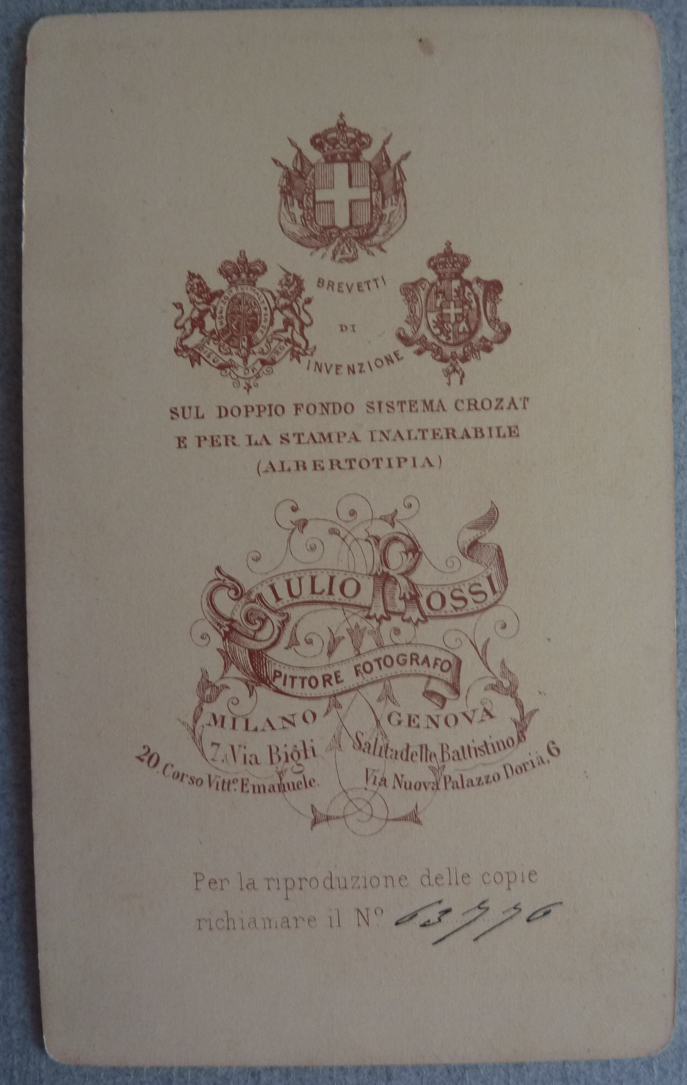 BREVETTI
DI
INVENZIONE
SUL DOPPIO FONDO SISTEMA CROZAT
E PER LA STAMPA INALTERABILE
(ALBERTOTIPIA)
GIULIO ROSSI
PITTORE FOTOGRAFO
MILANO GENOVA
7, Via Bigli Salita delle Battistine, 8
20, Corso Vitto. Emanuele. Via Nuova Palazzo Doria, 6
Per la riproduzione delle copie
richiamare il No. 63776